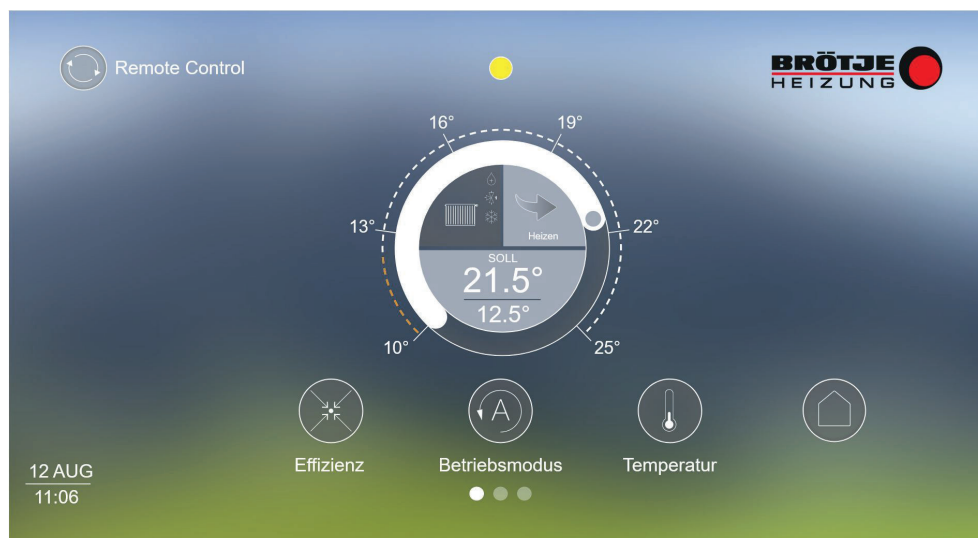 Remote Control
BRÖTJE
HEIZUNG
16°
19°
13°
22°
Heizen
SOLL
21.5°
12.5°
10°
25°
A
Effizienz
Betriebsmodus
Temperatur
12 AUG
11:06